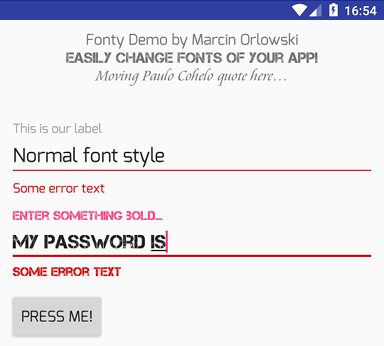 16:54
Fonty Demo by Marcin Orlowski
EASILY CHANGE FONTS OF YOUR APP!
Moving Paulo Cohelo quote here...
This is our label
Normal font style
Some error text
ENTER SOMETHING BOLD...
MY PASSWORD IS
SOME ERROR TEXT
PRESS ME!